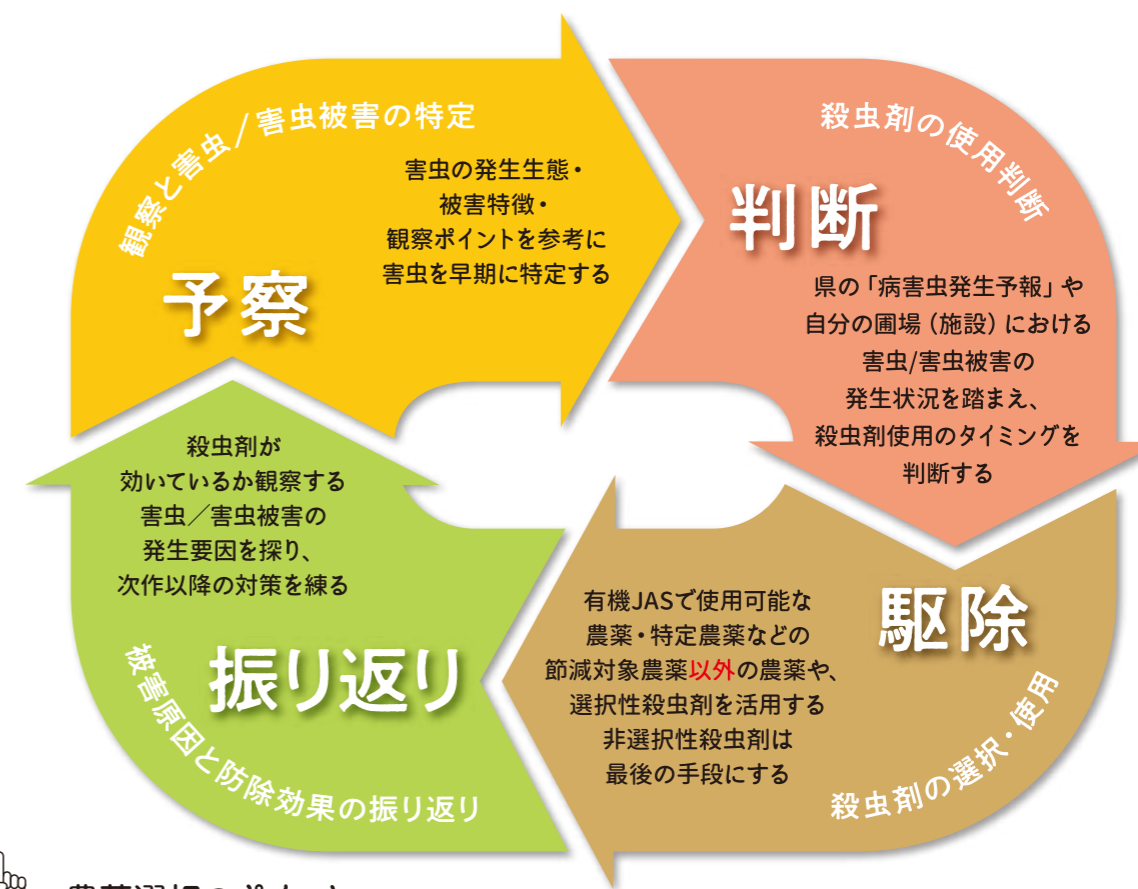 観察と害虫/害虫被害の特定
予察
害虫の発生生態・
被害特徴・
観察ポイントを参考に
害虫を早期に特定する
殺虫剤の使用判断
判断
県の「病害虫発生予報」や
自分の圃場（施設）における
害虫/害虫被害の
発生状況を踏まえ、
殺虫剤使用のタイミングを
判断する
駆除
有機JASで使用可能な
農薬・特定農薬などの
節減対象農薬以外の農薬や、
選択性殺虫剤を活用する
非選択性殺虫剤は
最後の手段にする
殺虫剤の選択・使用
殺虫剤が
効いているか観察する
害虫／害虫被害の
発生要因を探り、
次作以降の対策を練る
振り返り
被害原因と防除効果の振り返り